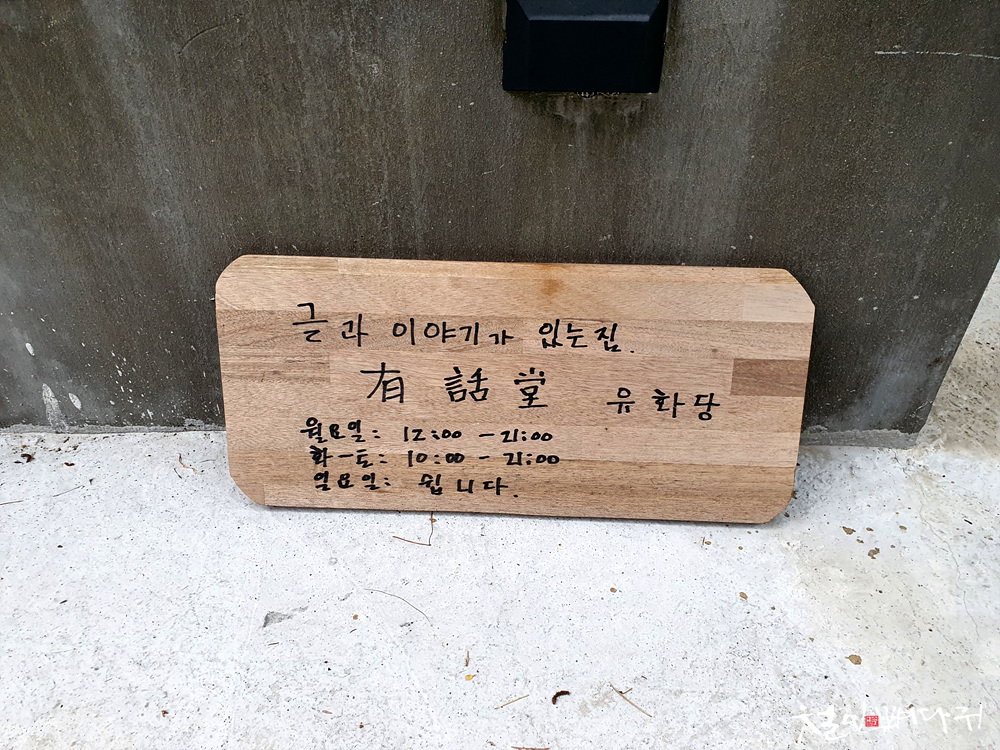 글과 이야기가 있는집.
有話堂 유화당
월요일: 12:00 - 21:00
화-토: 10:00 - 21:00
일요일: 쉽니다.